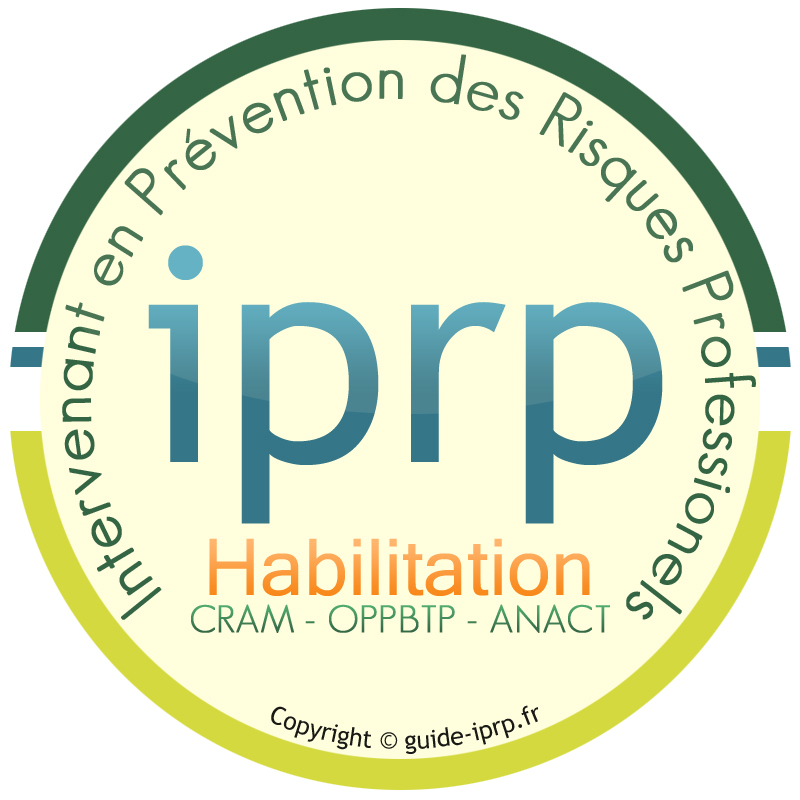 Intervenant en Prévention des Risques Professionels
iprp
Habilitation
CRAM - OPPBTP - ANACT
Copyright © guide-iprp.fr